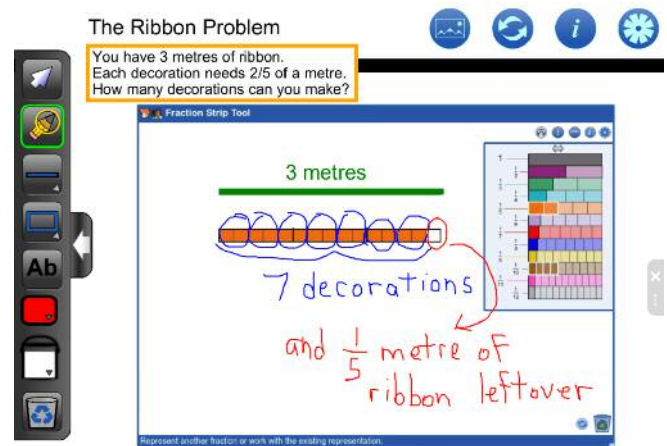 The Ribbon Problem
You have 3 metres of ribbon.
Each decoration needs 2/5 of a metre.
How many decorations can you make?
Fraction Strip Tool
3 metres
7 decorations
and 1/5 metre of
ribbon leftover
Ab
Represent another fraction or work with the existing representation.